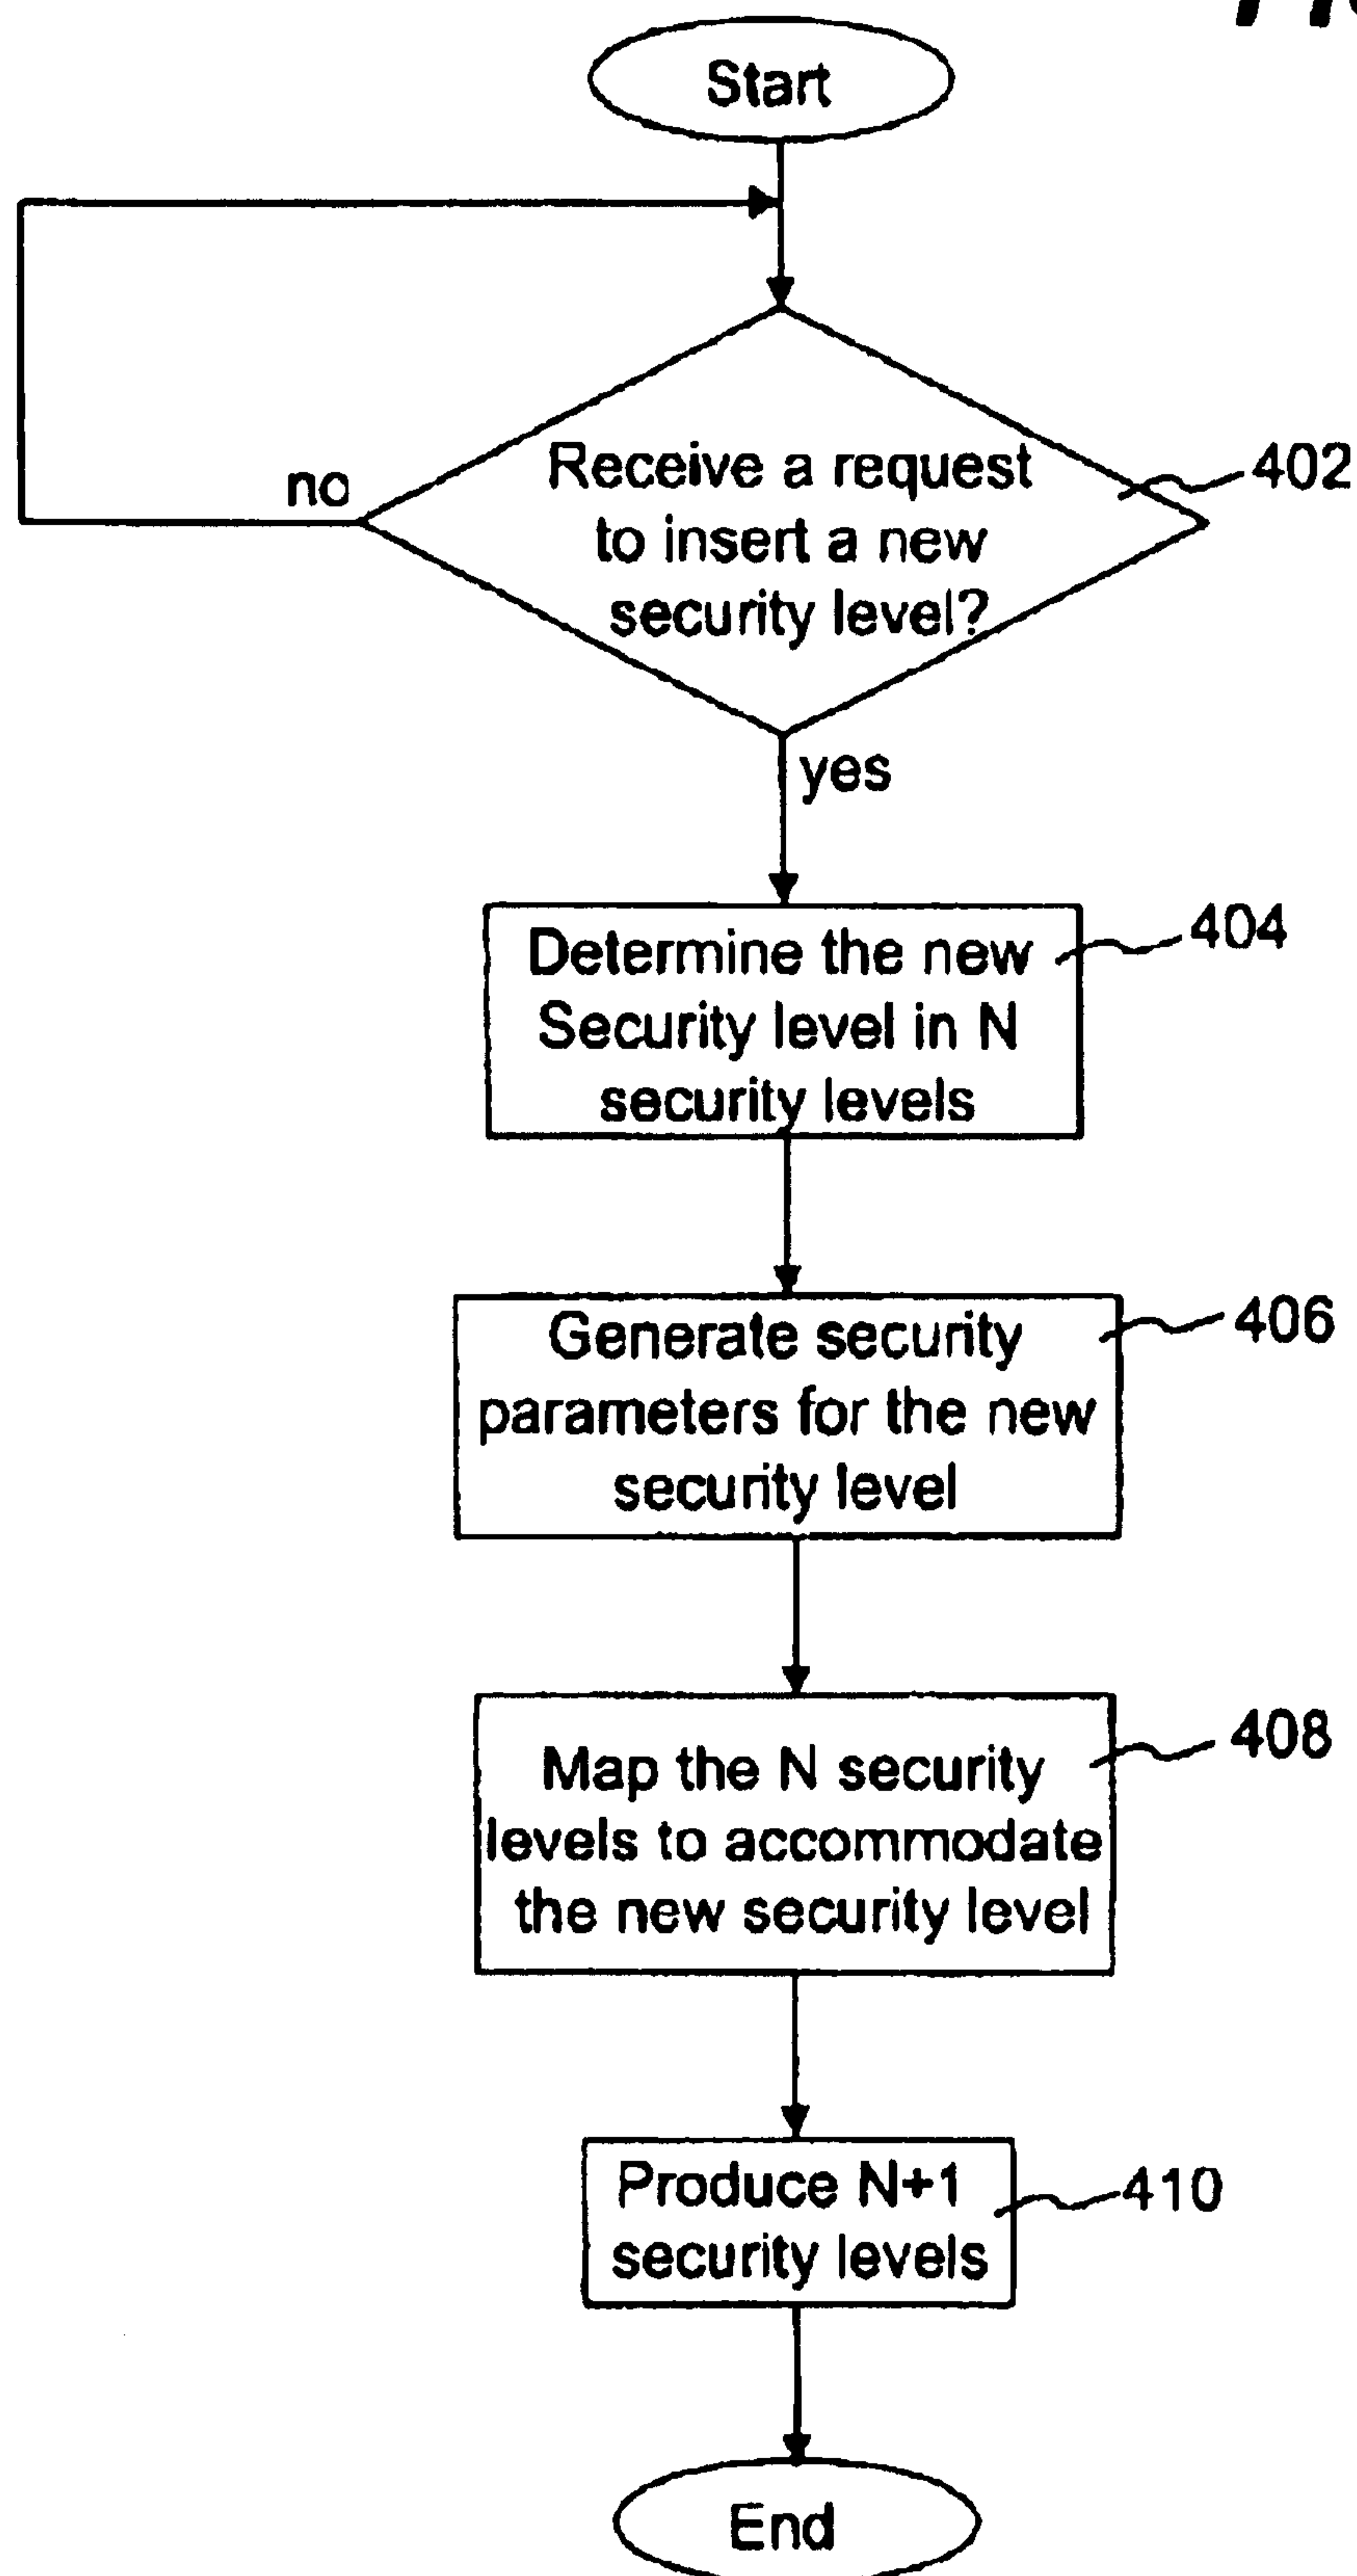 Start
no
Receive a request
to insert a new
security level?
402
yes
Determine the new
Security level in N
security levels
404
Generate security
parameters for the new
security level
406
Map the N security
levels to accommodate
the new security level
408
Produce N+1
security levels
410
End